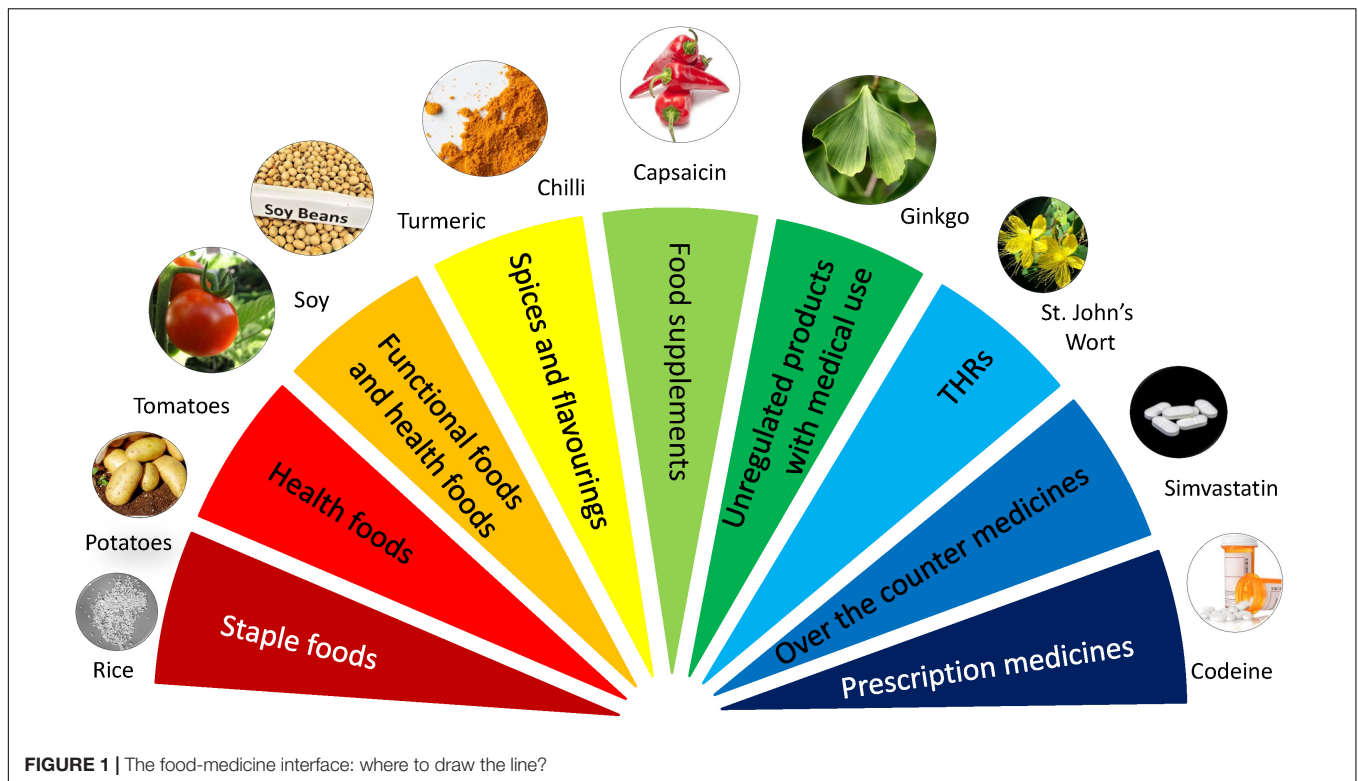 Capsaicin
Chilli
Ginkgo
Turmeric
Soy Beans
Soy
St. John's
Wort
Tomatoes
Simvastatin
Potatoes
Rice
Codeine
Staple foods
Health foods
Functional foods
and health foods
Spices and flavourings
Food supplements
Unregulated products
with medical use
THRs
Over the counter medicines
Prescription medicines
FIGURE 1 | The food-medicine interface: where to draw the line?